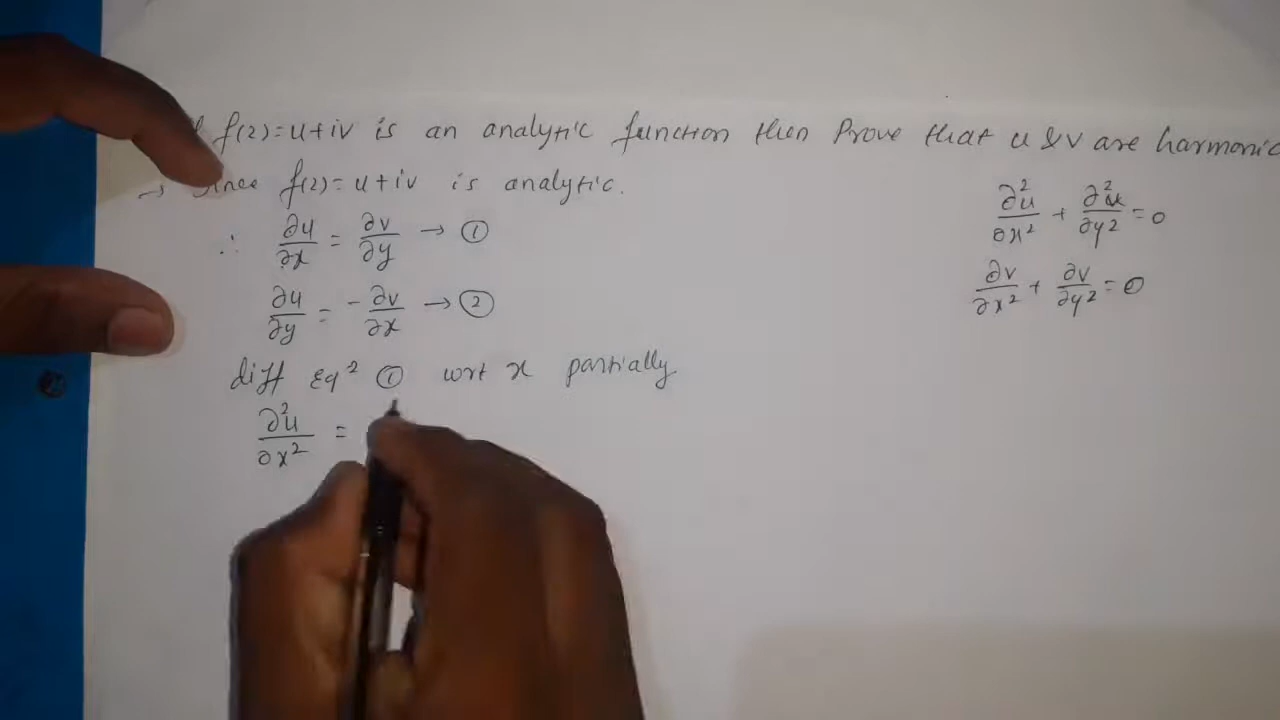 f(z)=u+iv is an analytic function then Prove that u & v are harmonic
→ Since f(z)=u+iv is analytic.
∴ ∂u/∂x = ∂v/∂y → ①
∂u/∂y = -∂v/∂x → ②
diff Eqⁿ ① wrt x partially
∂²u/∂x² =
∂²u/∂x² + ∂²u/∂y² = 0
∂v/∂x² + ∂v/∂y² = 0